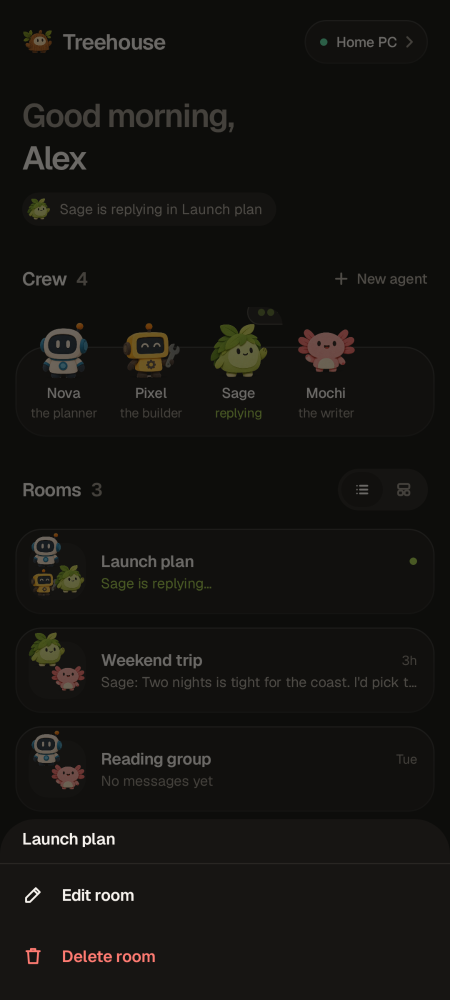 Treehouse
Home PC
Good morning,
Alex
Sage is replying in Launch plan
Crew 4
New agent
Nova
the planner
Pixel
the builder
Sage
replying
Mochi
the writer
Rooms 3
Launch plan
Sage is replying...
Weekend trip
3h
Sage: Two nights is tight for the coast. I'd pick t...
Reading group
Tue
No messages yet
Launch plan
Edit room
Delete room